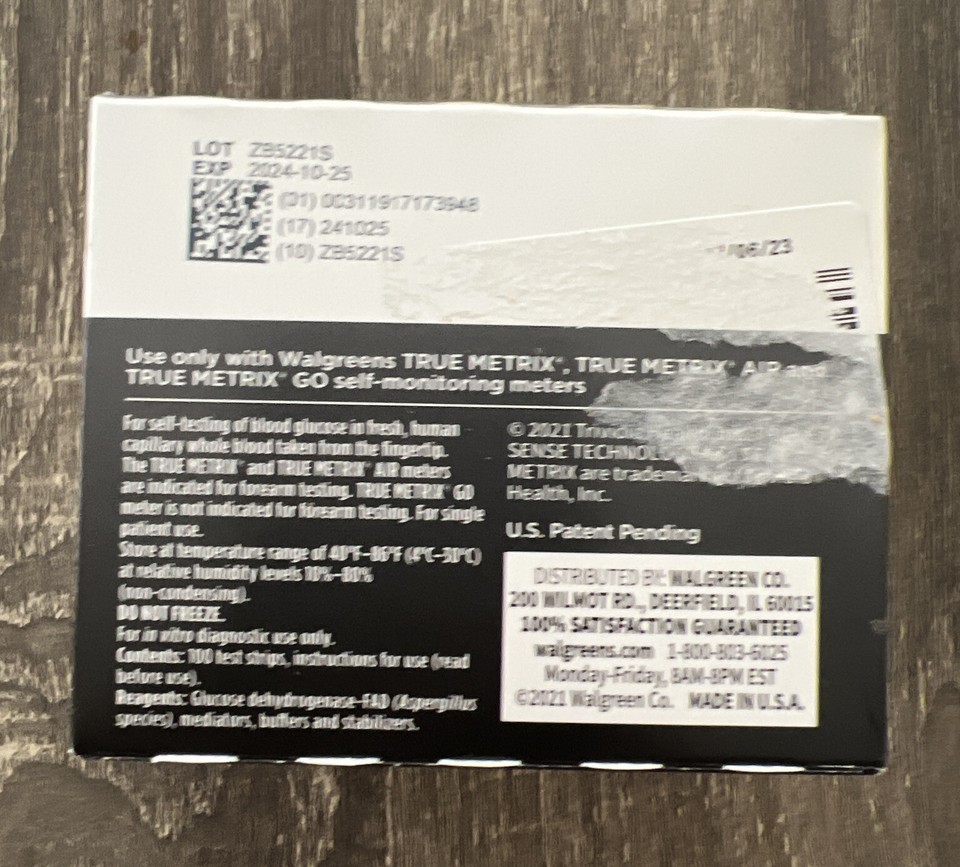 LOT ZB5221S
EXP 2024-10-25
(01) 00311917173948
(17) 241025
(10) ZB5221S
/06/23
Use only with Walgreens TRUE METRIX®, TRUE METRIX® AIR and
TRUE METRIX® GO self-monitoring meters
For self-testing of blood glucose in fresh, human
capillary whole blood taken from the fingertip.
The TRUE METRIX® and TRUE METRIX® AIR meters
are indicated for forearm testing. TRUE METRIX® GO
meter is not indicated for forearm testing. For single
patient use.
Store at temperature range of 40°F–86°F (4°C–30°C)
at relative humidity levels 10%–80%
(non-condensing).
DO NOT FREEZE.
For in vitro diagnostic use only.
Contents: 100 test strips, instructions for use (read
before use).
Reagents: Glucose dehydrogenase-FAD (Aspergillus
species), mediators, buffers and stabilizers.
© 2021
SENSE
METRIX are
Health, Inc.
U.S. Patent Pending
DISTRIBUTED BY: WALGREEN CO.
200 WILMOT RD., DEERFIELD, IL 60015
100% SATISFACTION GUARANTEED
walgreens.com 1-800-803-6025
Monday-Friday, 8AM-8PM EST
©2021 Walgreen Co. MADE IN U.S.A.